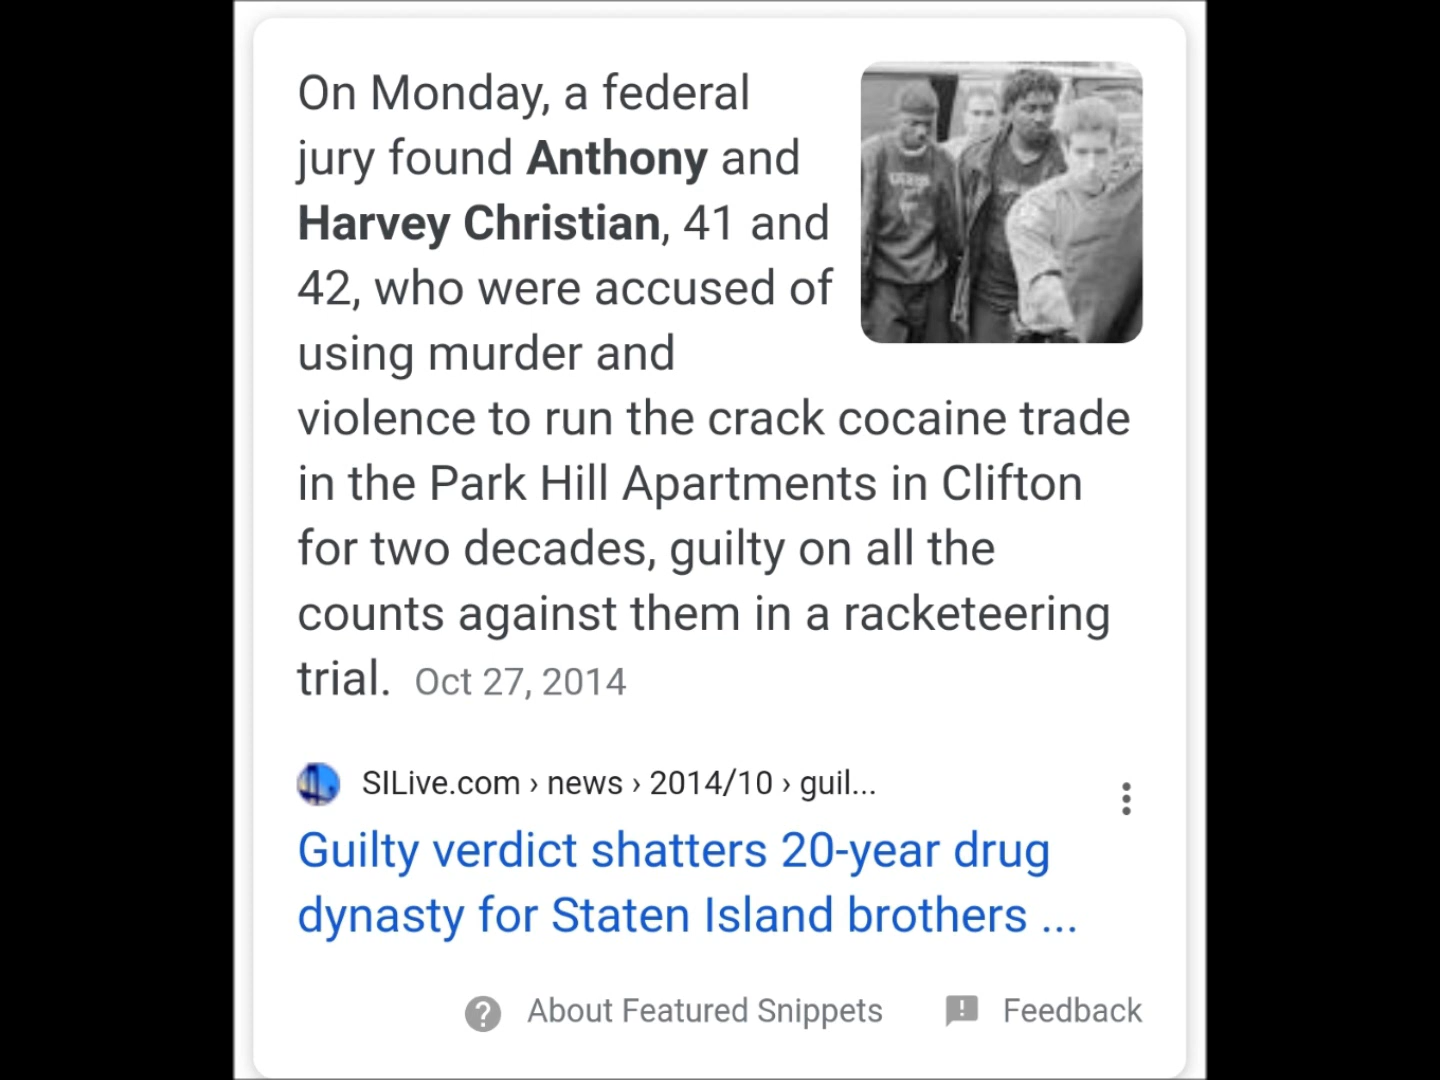 On Monday, a federal
jury found Anthony and
Harvey Christian, 41 and
42, who were accused of
using murder and
violence to run the crack cocaine trade
in the Park Hill Apartments in Clifton
for two decades, guilty on all the
counts against them in a racketeering
trial. Oct 27, 2014
SILive.com › news › 2014/10 › guil...
Guilty verdict shatters 20-year drug
dynasty for Staten Island brothers ...
About Featured Snippets Feedback